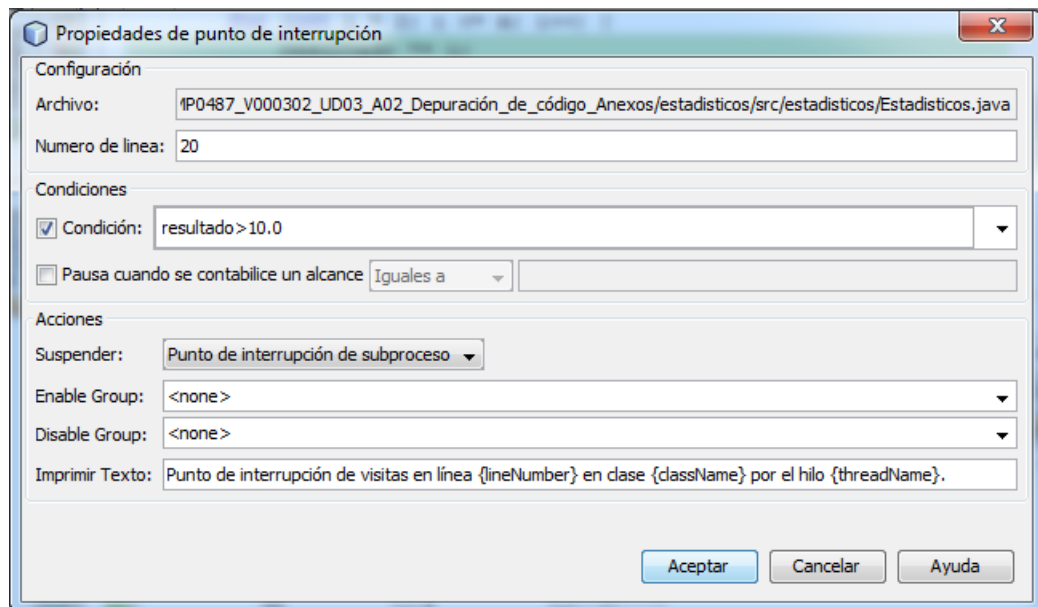 Propiedades de punto de interrupción
Configuración
Archivo: MP0487_V000302_UD03_A02_Depuración_de_código_Anexos/estadisticos/src/estadisticos/Estadisticos.java
Numero de linea: 20
Condiciones
Condición: resultado>10.0
Pausa cuando se contabilice un alcance Iguales a
Acciones
Suspender: Punto de interrupción de subproceso
Enable Group: <none>
Disable Group: <none>
Imprimir Texto: Punto de interrupción de visitas en línea {lineNumber} en clase {className} por el hilo {threadName}.
Aceptar Cancelar Ayuda